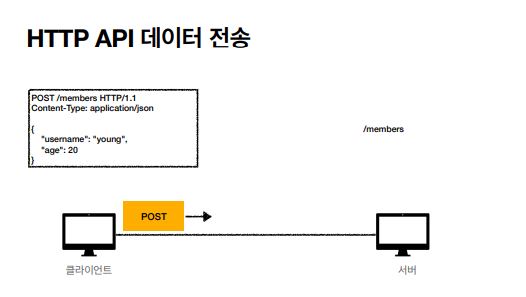 HTTP API 데이터 전송
POST /members HTTP/1.1
Content-Type: application/json
{
"username": "young",
"age": 20
}
/members
POST
클라이언트
서버